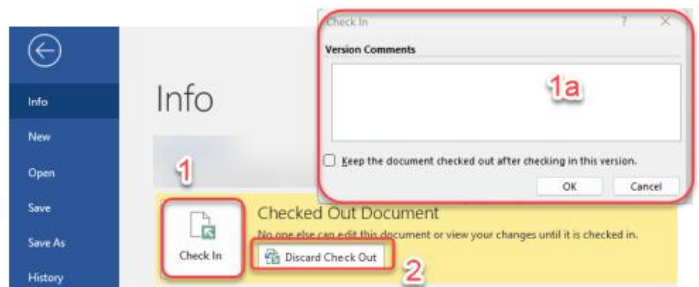 Check In ?
Version Comments
1a
Keep the document checked out after checking in this version.
OK Cancel
Info
New
Open
Save
Save As
History
Info
1
Check In
Checked Out Document
No one else can edit this document or view your changes until it is checked in.
Discard Check Out
2